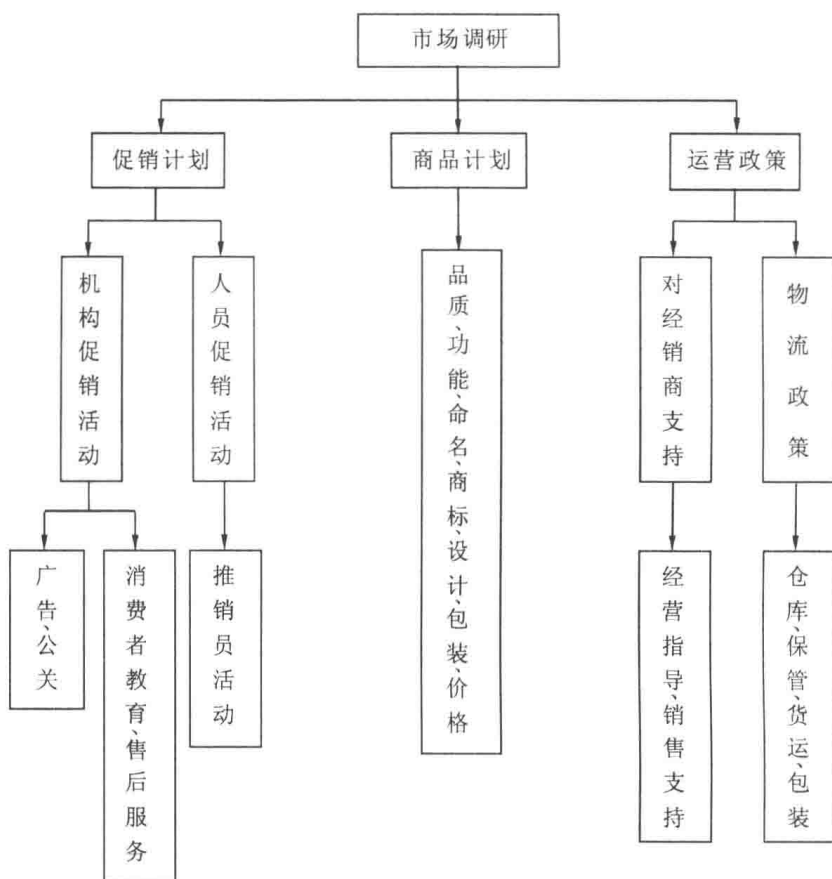 市场调研
促销计划
商品计划
运营政策
机构促销活动
人员促销活动
品质、功能、命名、商标、设计、包装、价格
对经销商支持
物流政策
广告、公关
消费者教育、售后服务
推销员活动
经营指导、销售支持
仓库、保管、货运、包装